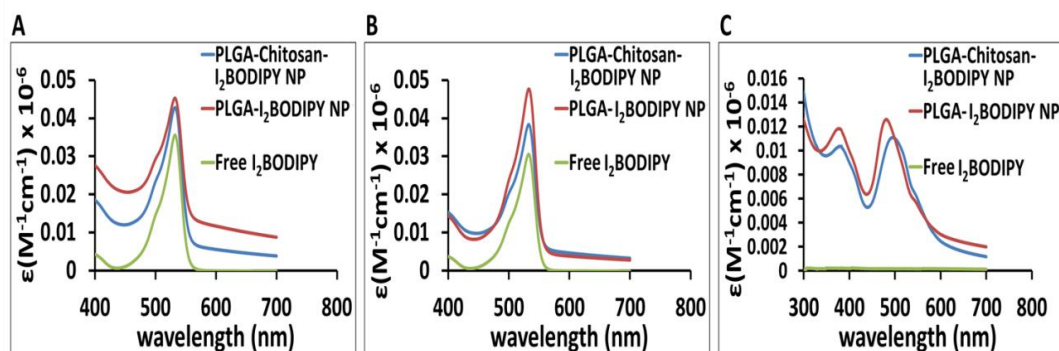 A
PLGA-Chitosan-
I₂BODIPY NP
PLGA-I₂BODIPY NP
Free I₂BODIPY
ε(M⁻¹cm⁻¹) x 10⁻⁶
0.05
0.04
0.03
0.02
0.01
0
400 500 600 700 800
wavelength (nm)
B
PLGA-Chitosan-
I₂BODIPY NP
PLGA-I₂BODIPY NP
Free I₂BODIPY
ε(M⁻¹cm⁻¹) x 10⁻⁶
0.05
0.04
0.03
0.02
0.01
0
400 500 600 700 800
wavelength (nm)
C
PLGA-Chitosan-
I₂BODIPY NP
PLGA-I₂BODIPY NP
Free I₂BODIPY
ε(M⁻¹cm⁻¹) x 10⁻⁶
0.016
0.014
0.012
0.01
0.008
0.006
0.004
0.002
0
300 400 500 600 700 800
wavelength (nm)